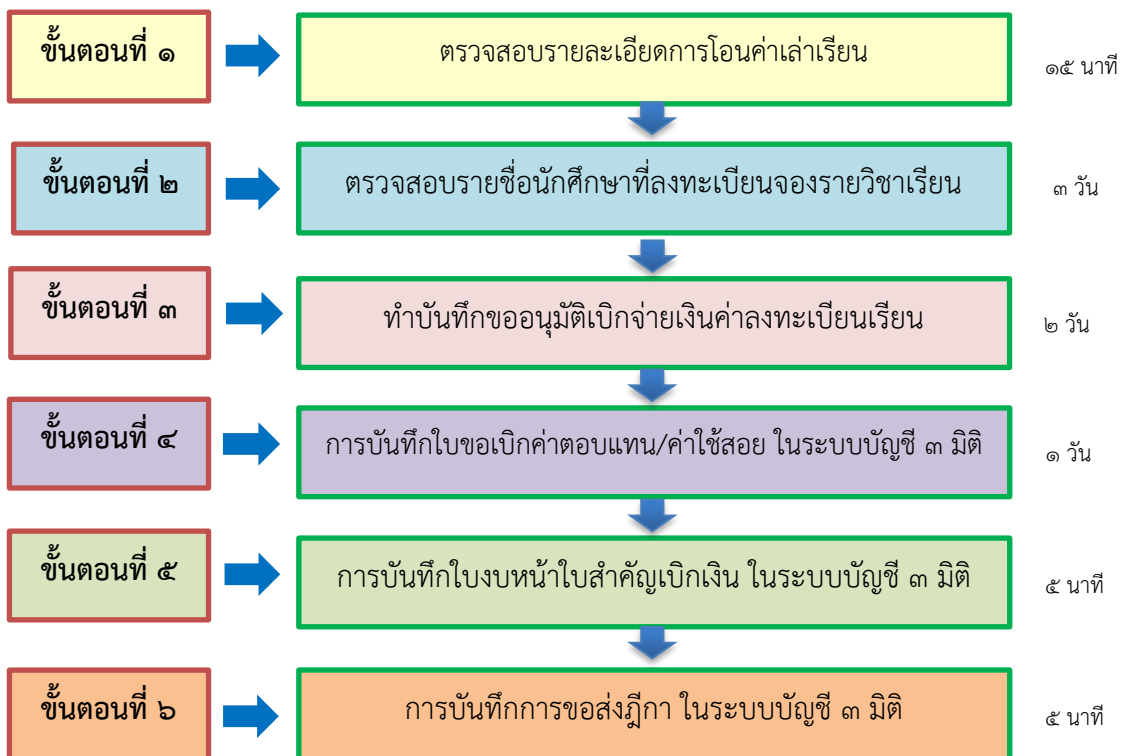 ขั้นตอนที่ ๑
ตรวจสอบรายละเอียดการโอนค่าเล่าเรียน
๑๕ นาที
ขั้นตอนที่ ๒
ตรวจสอบรายชื่อนักศึกษาที่ลงทะเบียนจองรายวิชาเรียน
๓ วัน
ขั้นตอนที่ ๓
ทำบันทึกขออนุมัติเบิกจ่ายเงินค่าลงทะเบียนเรียน
๒ วัน
ขั้นตอนที่ ๔
การบันทึกใบขอเบิกค่าตอบแทน/ค่าใช้สอย ในระบบบัญชี ๓ มิติ
๑ วัน
ขั้นตอนที่ ๕
การบันทึกใบงบหน้าใบสำคัญเบิกเงิน ในระบบบัญชี ๓ มิติ
๕ นาที
ขั้นตอนที่ ๖
การบันทึกการขอส่งฎีกา ในระบบบัญชี ๓ มิติ
๕ นาที